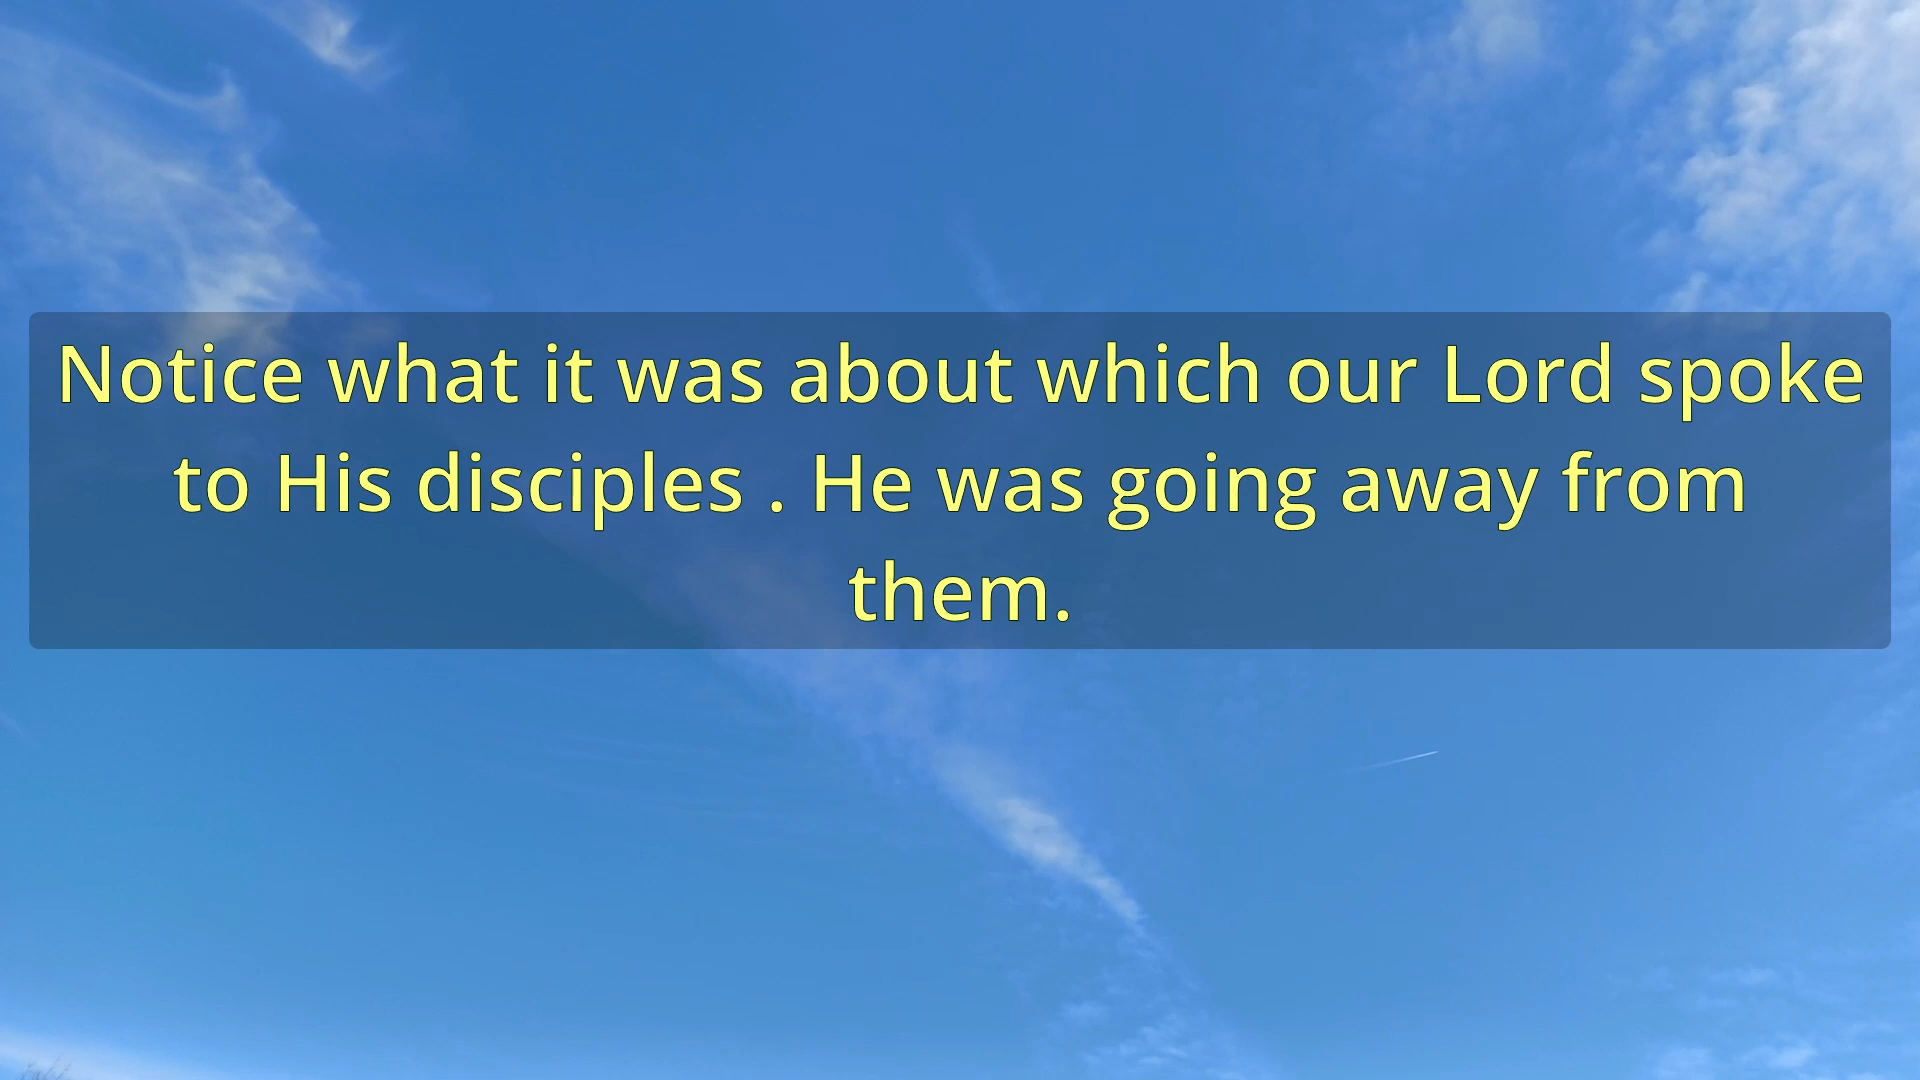 Notice what it was about which our Lord spoke
to His disciples . He was going away from
them.